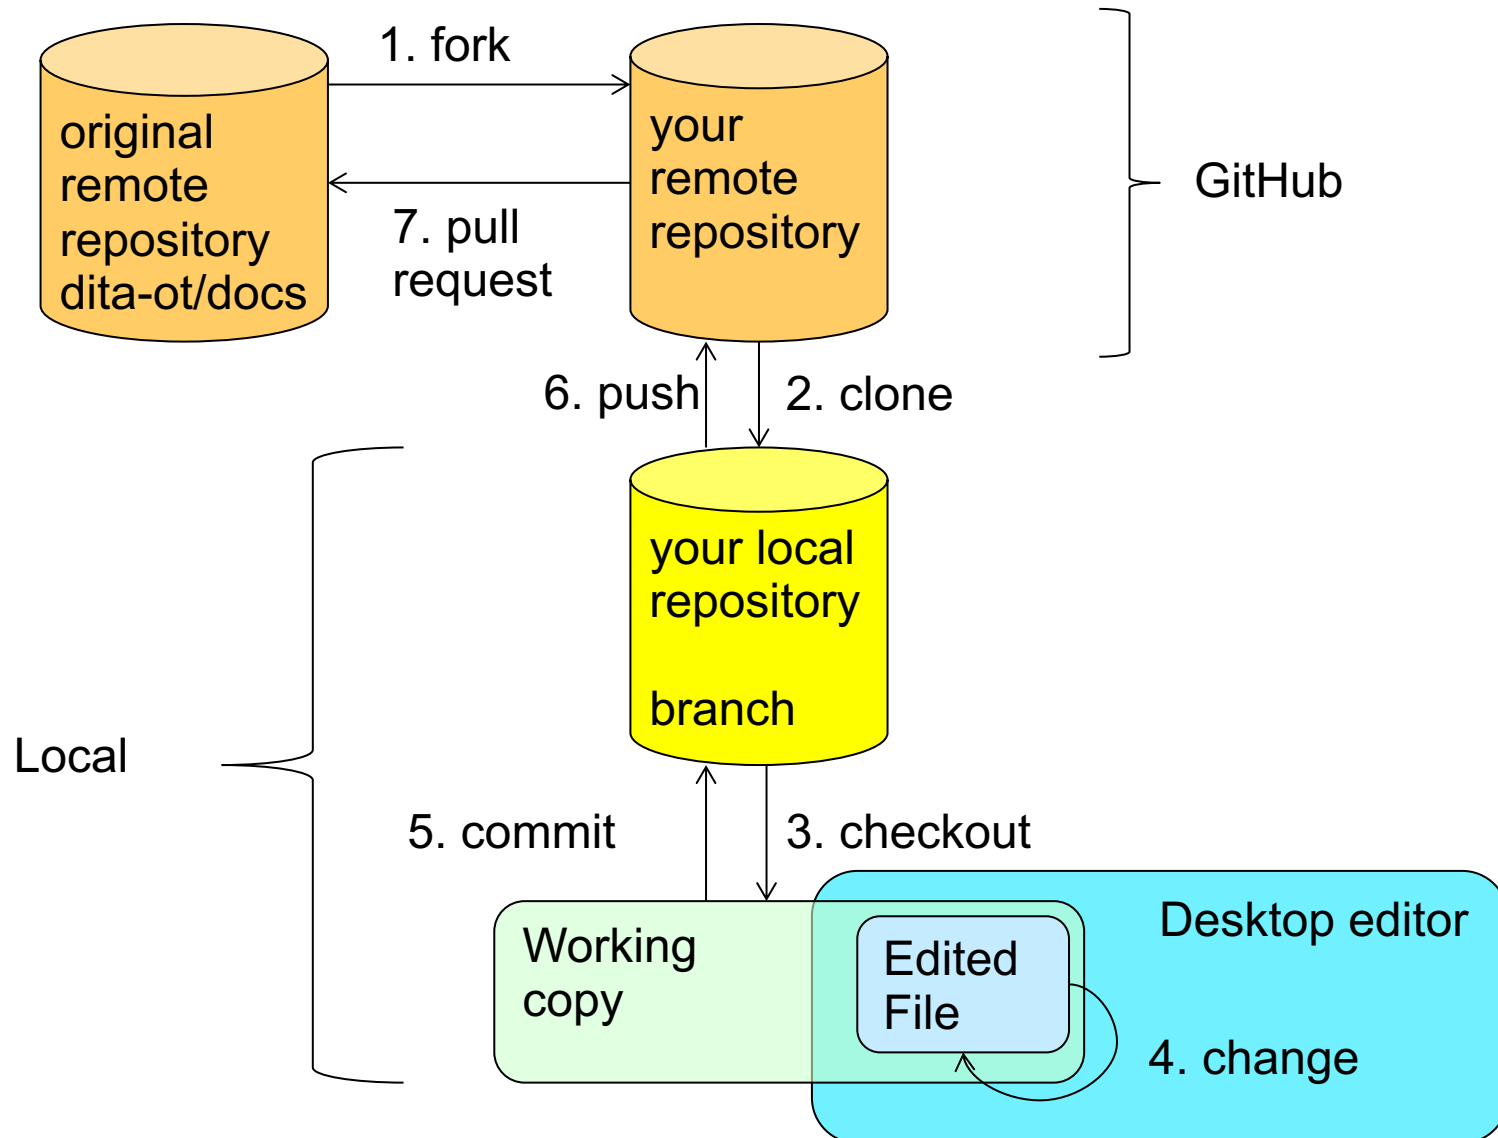 1. fork
original
remote
repository
dita-ot/docs
your
remote
repository
GitHub
7. pull
request
6. push
2. clone
your local
repository
branch
Local
5. commit
3. checkout
Working
copy
Edited
File
Desktop editor
4. change